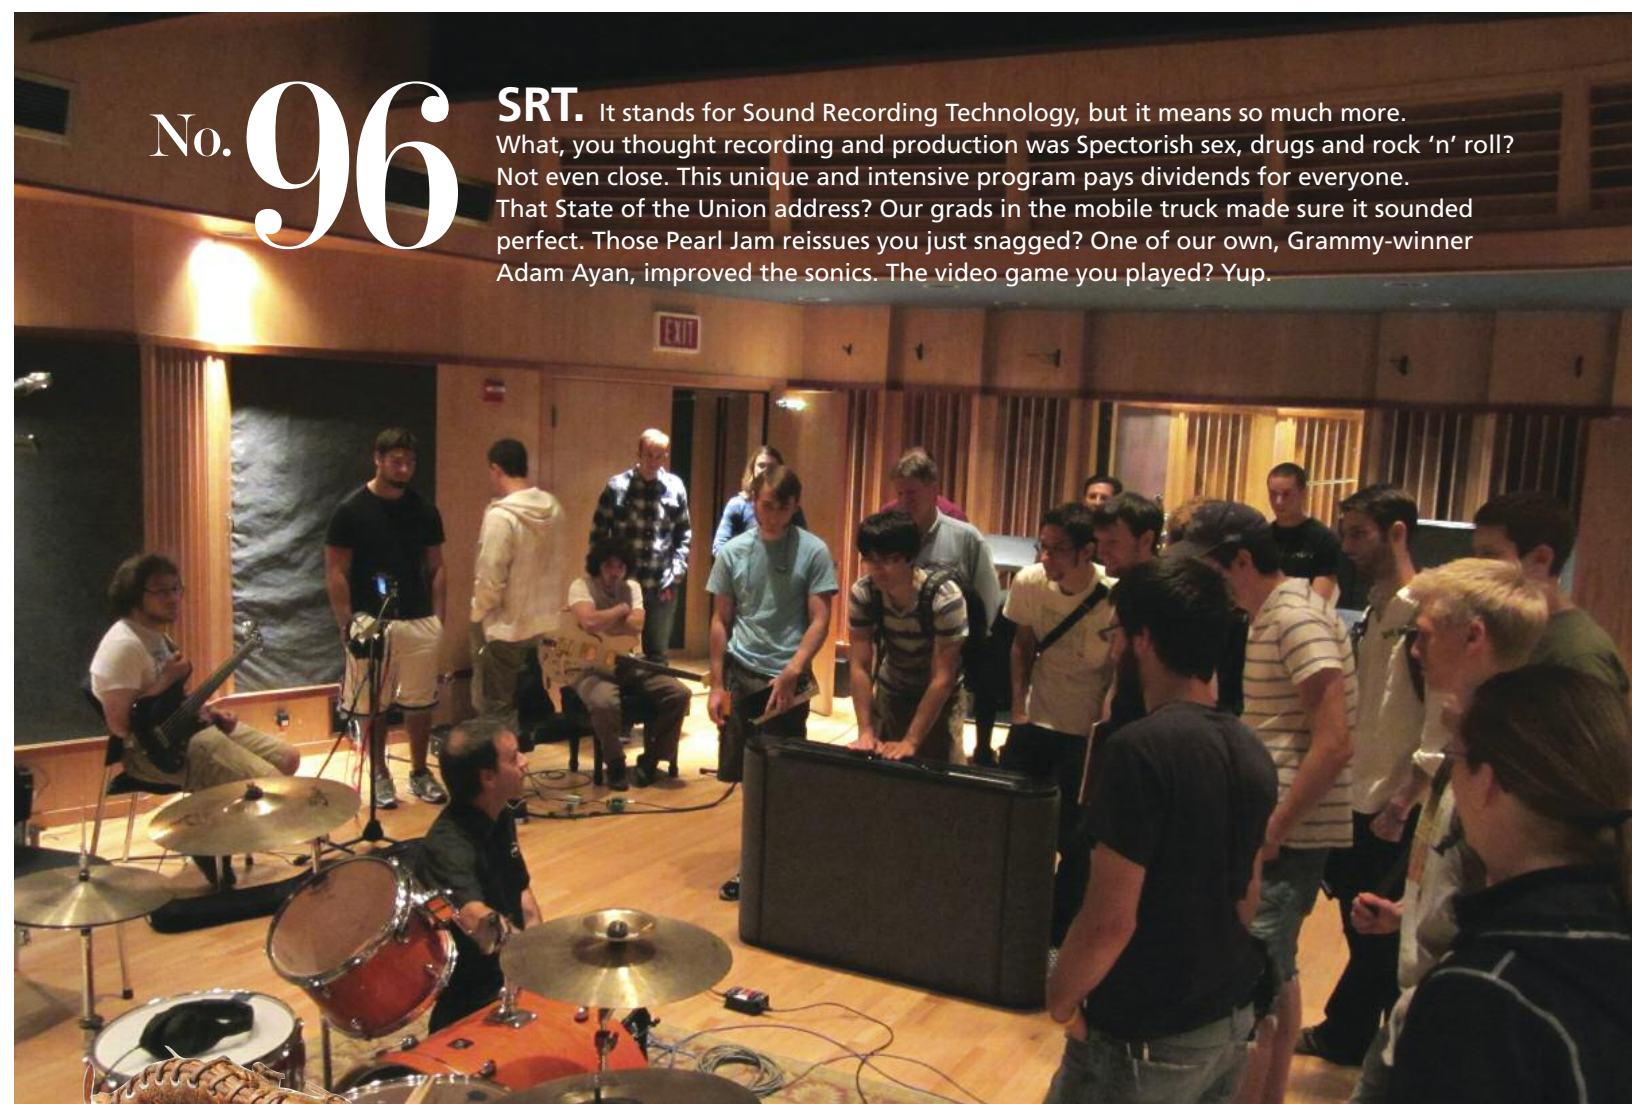 No. 96
SRT. It stands for Sound Recording Technology, but it means so much more.
What, you thought recording and production was Spectorish sex, drugs and rock ‘n’ roll?
Not even close. This unique and intensive program pays dividends for everyone.
That State of the Union address? Our grads in the mobile truck made sure it sounded
perfect. Those Pearl Jam reissues you just snagged? One of our own, Grammy-winner
Adam Ayan, improved the sonics. The video game you played? Yup.
EXIT